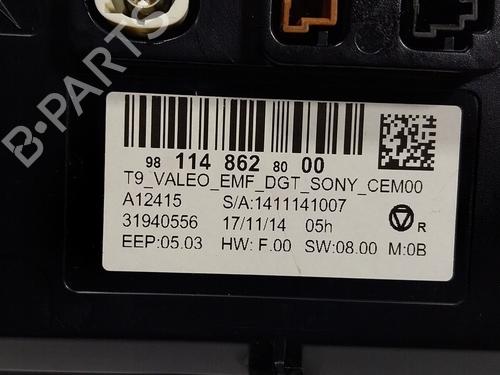 98 114 862 80 00
T9_VALEO_EMF_DGT_SONY_CEM00
A12415 S/A:1411141007
31940556 17/11/14 05h
R
EEP:05.03 HW: F.00 SW:08.00 M:0B
B-PARTS